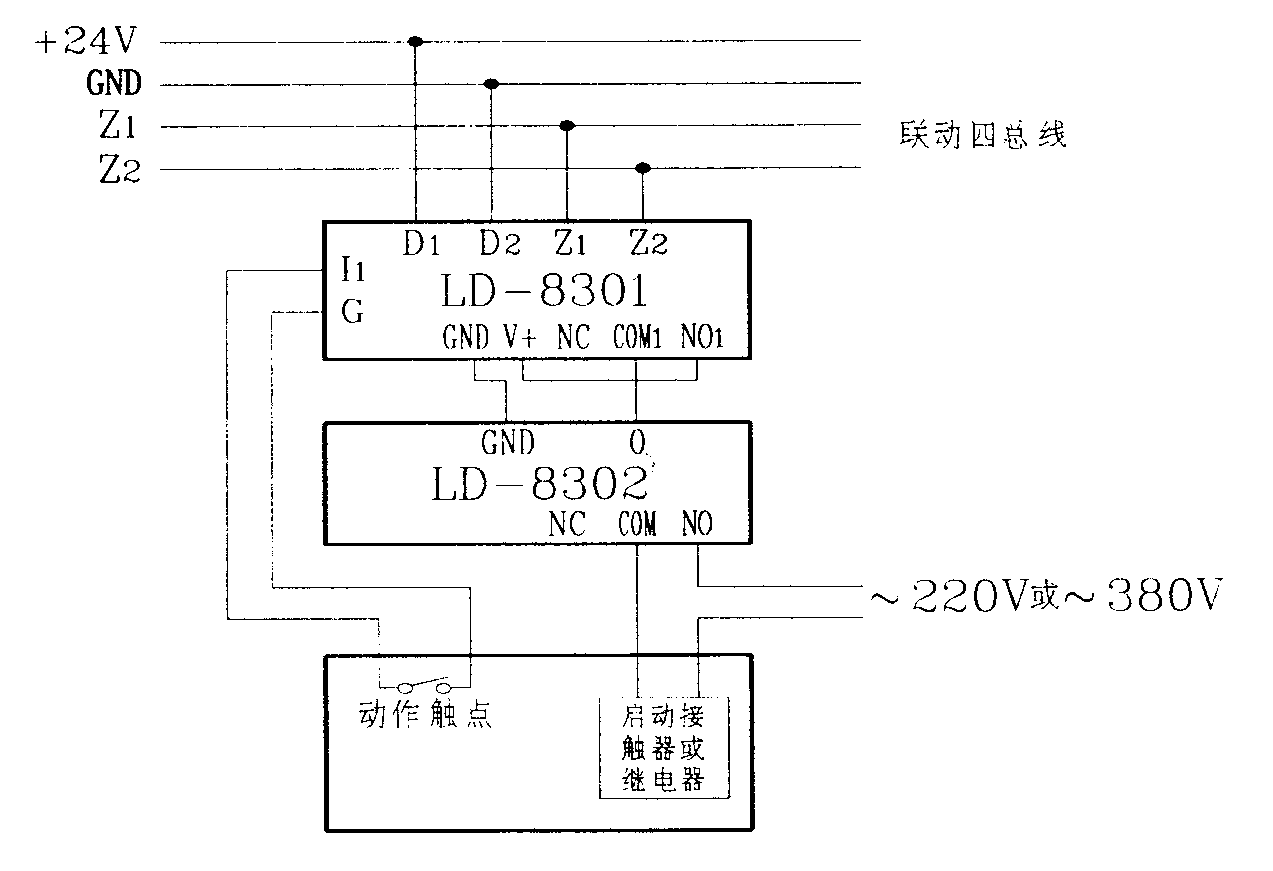 +24V
GND
Z1
Z2
联动四总线
D1 D2 Z1 Z2
I1
LD-8301
G
GND V+ NC COM1 NO1
GND O
LD-8302
NC COM NO
~220V或~380V
动作触点
启动接
触器或
继电器